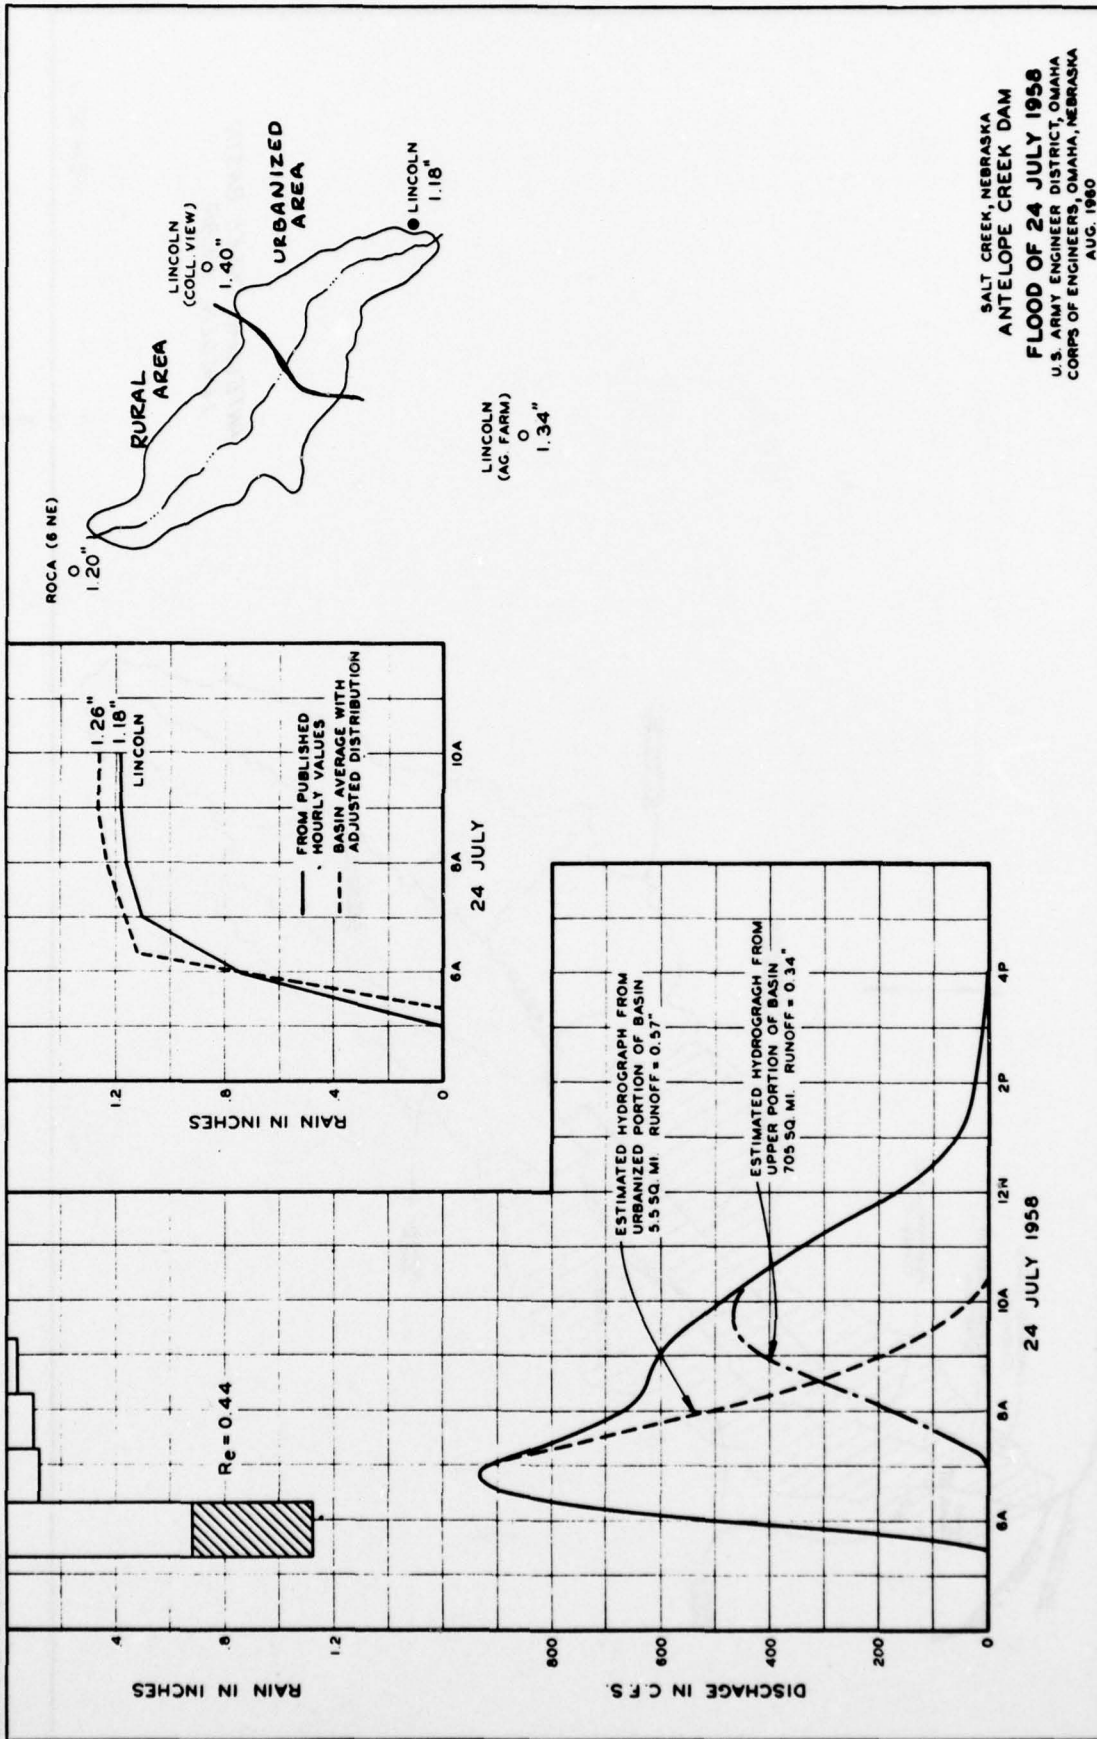 RAIN IN INCHES
.4
.8
1.2
Re = 0.44
DISCHAGE IN C.F.S.
800
600
400
200
0
6A
8A
10A
12N
2P
4P
24 JULY 1958
ESTIMATED HYDROGRAPH FROM
URBANIZED PORTION OF BASIN
5.5 SQ. MI. RUNOFF = 0.57"
ESTIMATED HYDROGRAGH FROM
UPPER PORTION OF BASIN
705 SQ. MI. RUNOFF = 0.34"
RAIN IN INCHES
1.2
.8
.4
0
6A
8A
10A
24 JULY
1.26"
1.18"
LINCOLN
FROM PUBLISHED
HOURLY VALUES
BASIN AVERAGE WITH
ADJUSTED DISTRIBUTION
ROCA (6 NE)
1.20"
RURAL
AREA
LINCOLN
(COLL. VIEW)
1.40"
URBANIZED
AREA
LINCOLN
1.18"
LINCOLN
(AG. FARM)
1.34"
SALT CREEK, NEBRASKA
ANTELOPE CREEK DAM
FLOOD OF 24 JULY 1958
U.S. ARMY ENGINEER DISTRICT, OMAHA
CORPS OF ENGINEERS, OMAHA, NEBRASKA
AUG. 1960